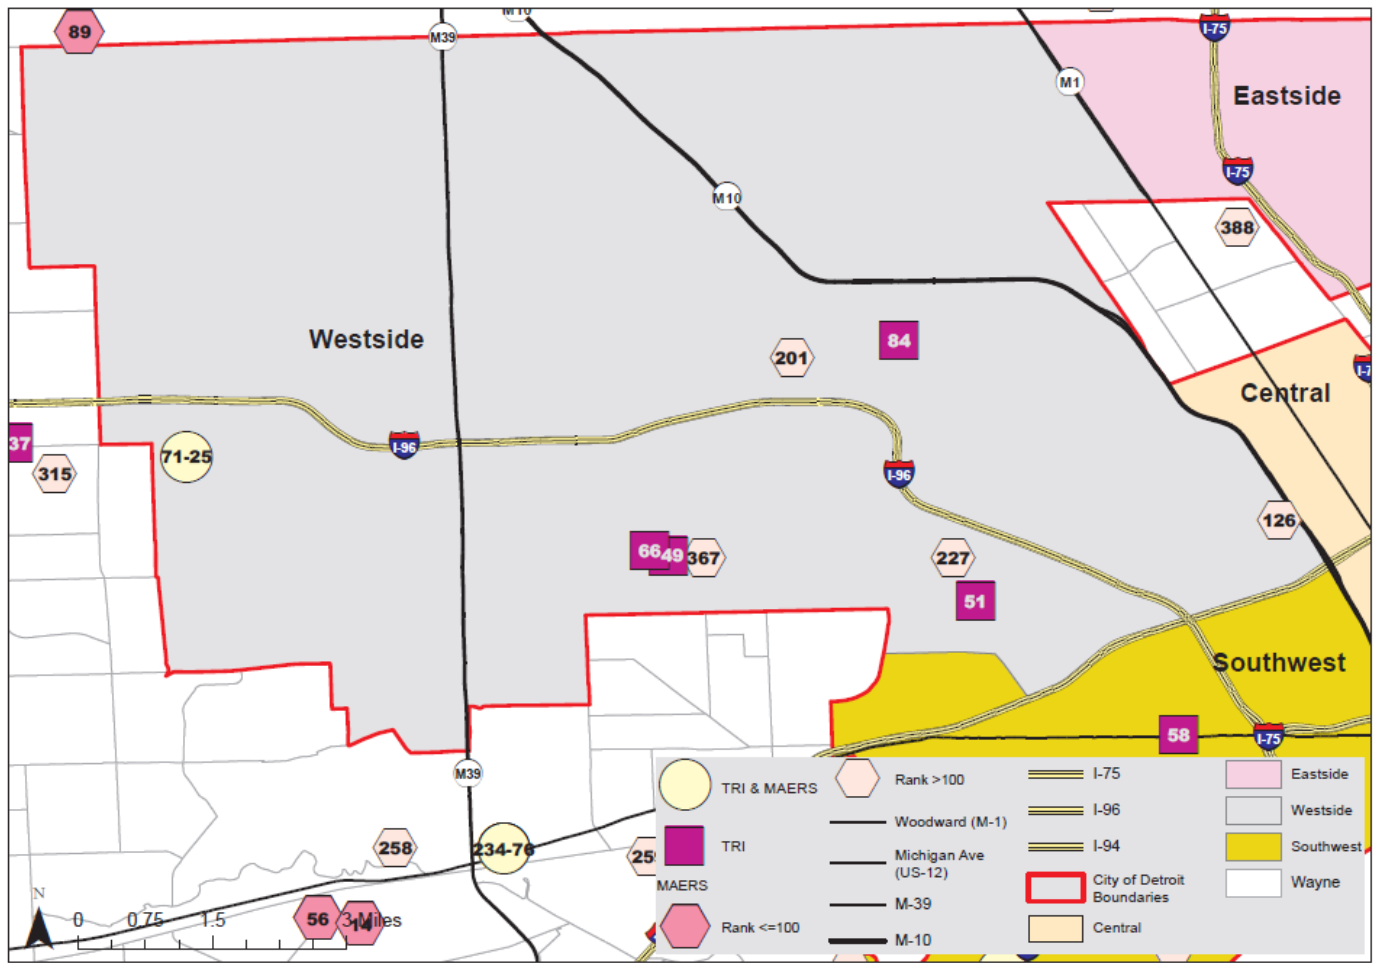 M10
89
M39
I-75
M1
Eastside
I-75
M10
388
Westside
84
201
Central
37
I-96
71-25
315
I-96
126
66
49
367
227
51
Southwest
58
I-75
M39
258
234-76
N
0 0.75 1.5 3 Miles
56
14
TRI & MAERS
TRI
MAERS
Rank <=100
Rank >100
Woodward (M-1)
Michigan Ave
(US-12)
M-39
M-10
I-75
I-96
I-94
City of Detroit
Boundaries
Central
Eastside
Westside
Southwest
Wayne